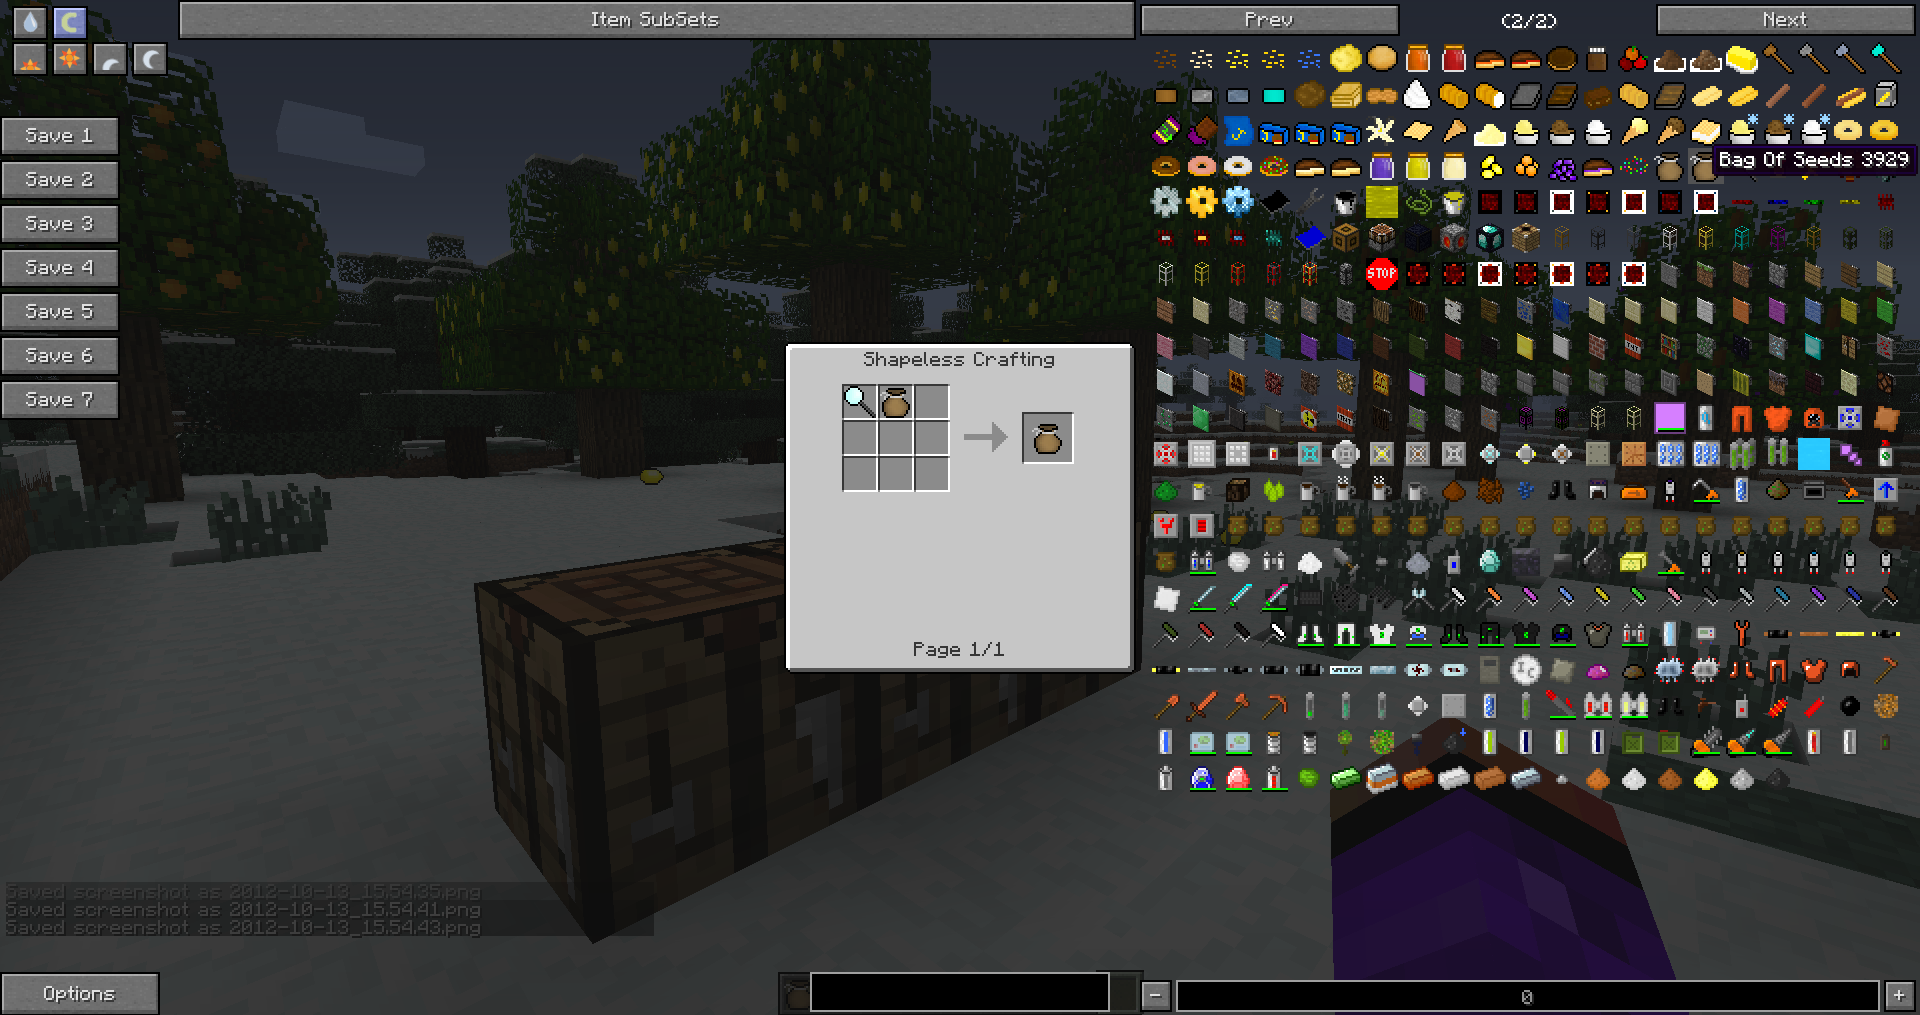 Item SubSets
Prev
(2/2)
Next
Save 1
Save 2
Save 3
Save 4
Save 5
Save 6
Save 7
Bag Of Seeds 3929
STOP
Shapeless Crafting
Page 1/1
Saved screenshot as 2012-10-13_15.54.35.png
Saved screenshot as 2012-10-13_15.54.41.png
Saved screenshot as 2012-10-13_15.54.43.png
Options
-
0
+